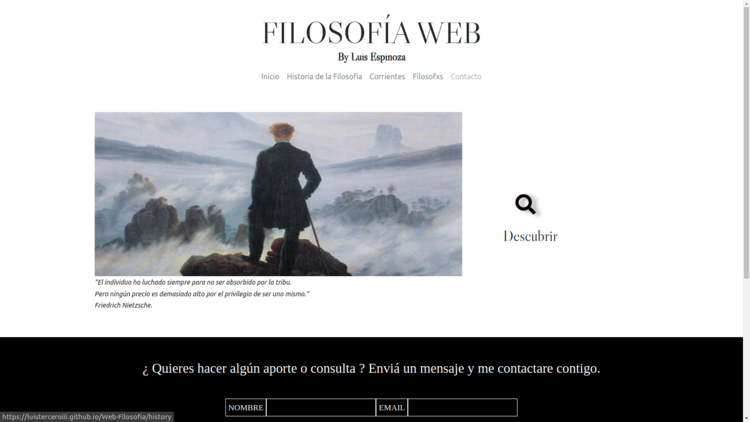 FILOSOFÍA WEB
By Luis Espinoza
Inicio Historia de la Filosofía Corrientes Filosofxs Contacto
Descubrir
"El individuo ha luchado siempre para no ser absorbido por la tribu.
Pero ningún precio es demasiado alto por el privilegio de ser uno mismo."
Friedrich Nietzsche.
¿ Quieres hacer algún aporte o consulta ? Enviá un mensaje y me contactare contigo.
NOMBRE EMAIL
https://luisterceroiii.github.io/Web-Filosofia/history